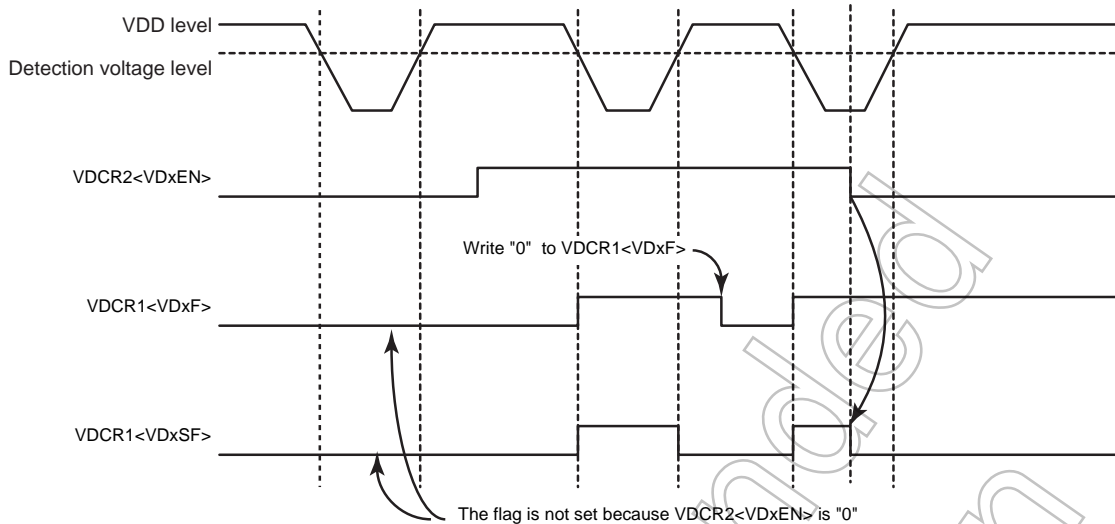 VDD level
Detection voltage level
VDCR2<VDxEN>
Write "0" to VDCR1<VDxF>
VDCR1<VDxF>
VDCR1<VDxSF>
The flag is not set because VDCR2<VDxEN> is "0"
nded